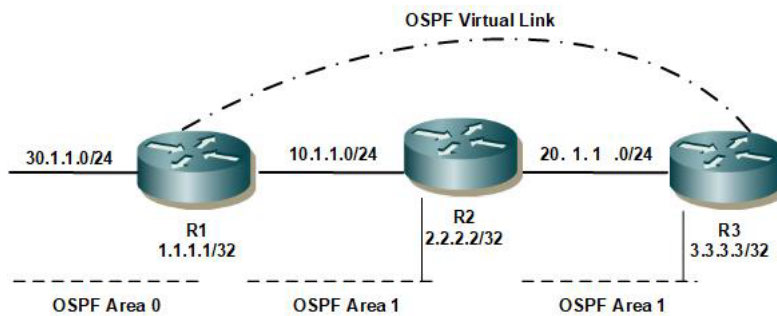 OSPF Virtual Link
30.1.1.0/24
10.1.1.0/24
20. 1. 1 .0/24
R1
1.1.1.1/32
R2
2.2.2.2/32
R3
3.3.3.3/32
OSPF Area 0
OSPF Area 1
OSPF Area 1